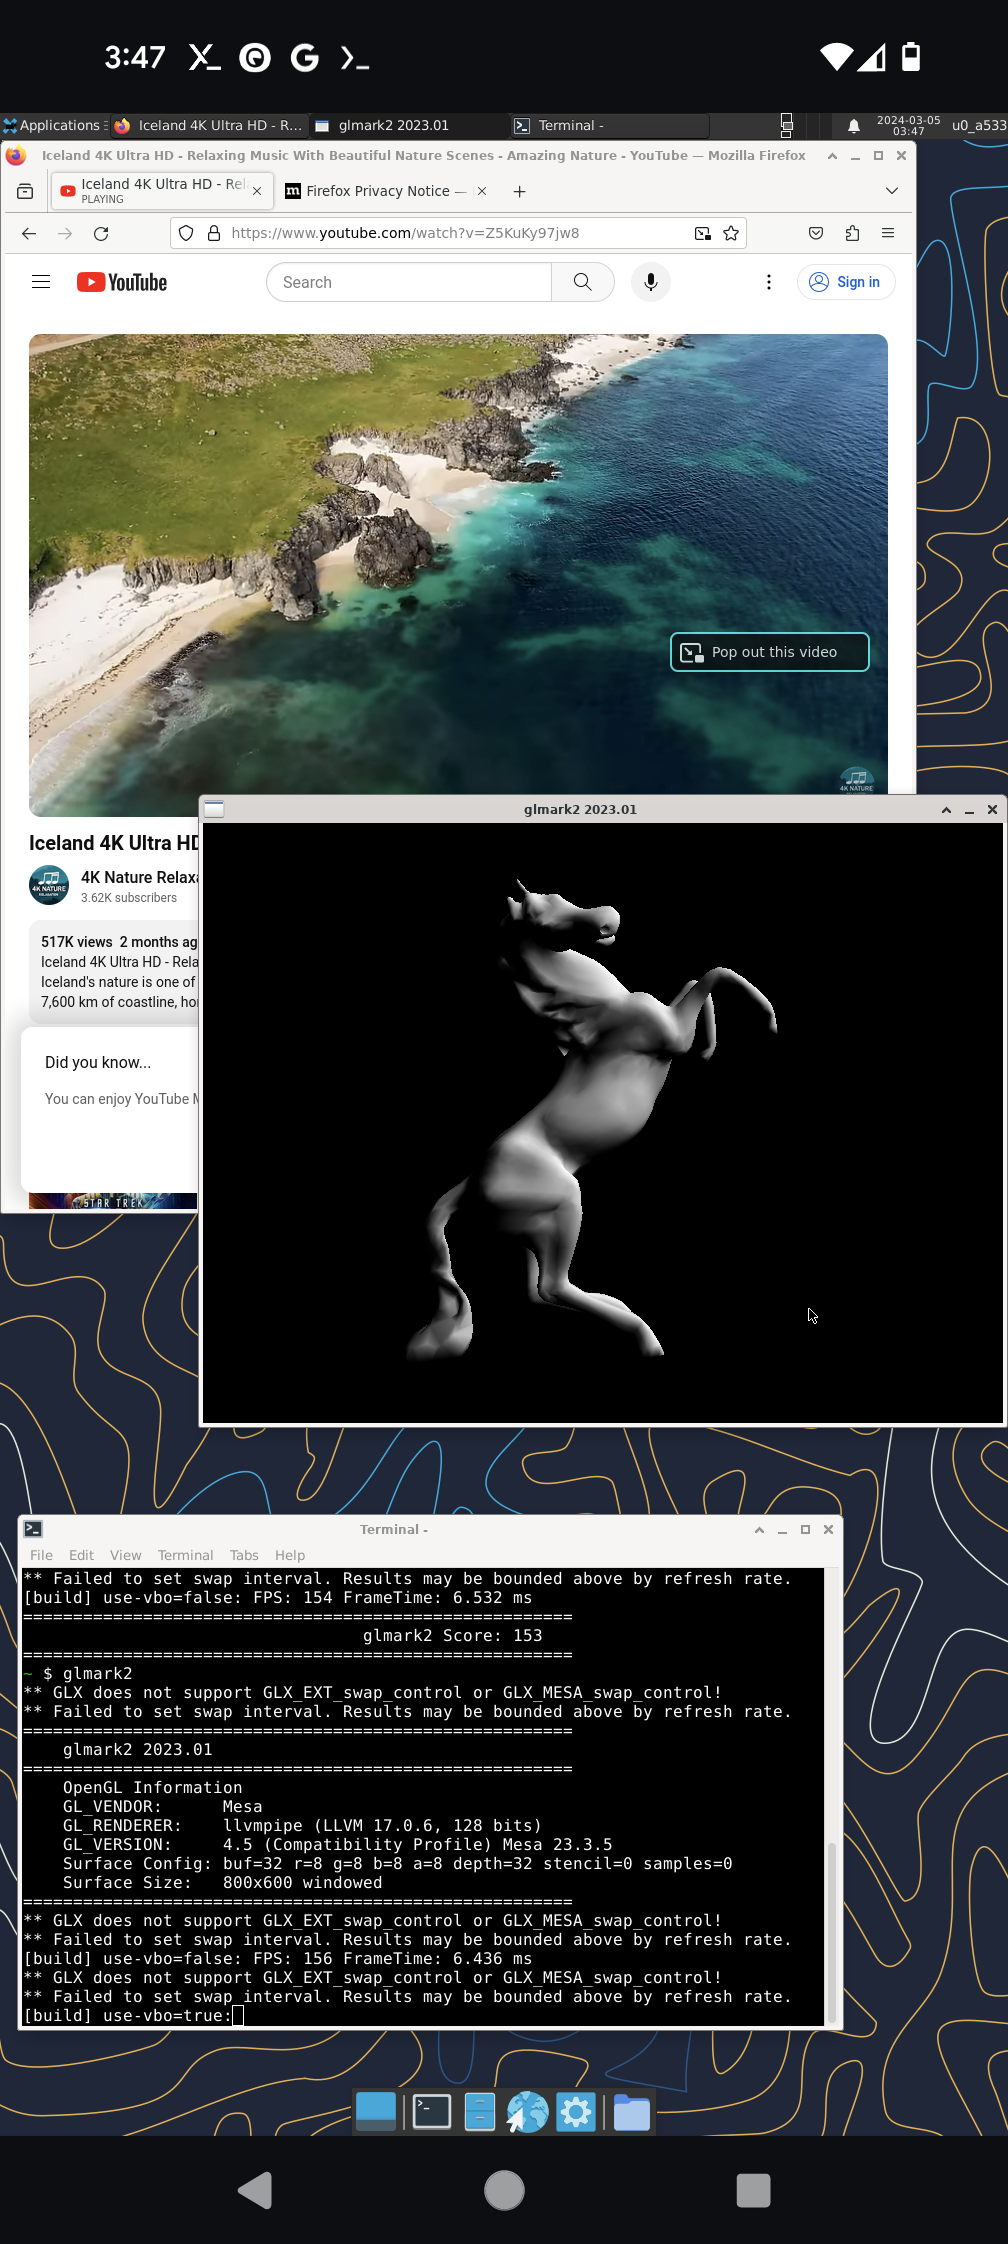 3:47
Applications
Iceland 4K Ultra HD - R...
glmark2 2023.01
Terminal -
2024-03-05
03:47
u0_a533
Iceland 4K Ultra HD - Relaxing Music With Beautiful Nature Scenes - Amazing Nature - YouTube — Mozilla Firefox
Iceland 4K Ultra HD - Rel
PLAYING
Firefox Privacy Notice —
https://www.youtube.com/watch?v=Z5KuKy97jw8
YouTube
Search
Sign in
Pop out this video
4K NATURE
glmark2 2023.01
Iceland 4K Ultra HD
4K NATURE
4K Nature Relaxa
3.62K subscribers
517K views 2 months ag
Iceland 4K Ultra HD - Rela
Iceland's nature is one of
7,600 km of coastline, ho
Did you know...
You can enjoy YouTube M
STAR TREK
Terminal -
File Edit View Terminal Tabs Help
** Failed to set swap interval. Results may be bounded above by refresh rate.
[build] use-vbo=false: FPS: 154 FrameTime: 6.532 ms
=======================================================
glmark2 Score: 153
=======================================================
~ $ glmark2
** GLX does not support GLX_EXT_swap_control or GLX_MESA_swap_control!
** Failed to set swap interval. Results may be bounded above by refresh rate.
=======================================================
glmark2 2023.01
=======================================================
OpenGL Information
GL_VENDOR: Mesa
GL_RENDERER: llvmpipe (LLVM 17.0.6, 128 bits)
GL_VERSION: 4.5 (Compatibility Profile) Mesa 23.3.5
Surface Config: buf=32 r=8 g=8 b=8 a=8 depth=32 stencil=0 samples=0
Surface Size: 800x600 windowed
=======================================================
** GLX does not support GLX_EXT_swap_control or GLX_MESA_swap_control!
** Failed to set swap interval. Results may be bounded above by refresh rate.
[build] use-vbo=false: FPS: 156 FrameTime: 6.436 ms
** GLX does not support GLX_EXT_swap_control or GLX_MESA_swap_control!
** Failed to set swap interval. Results may be bounded above by refresh rate.
[build] use-vbo=true: